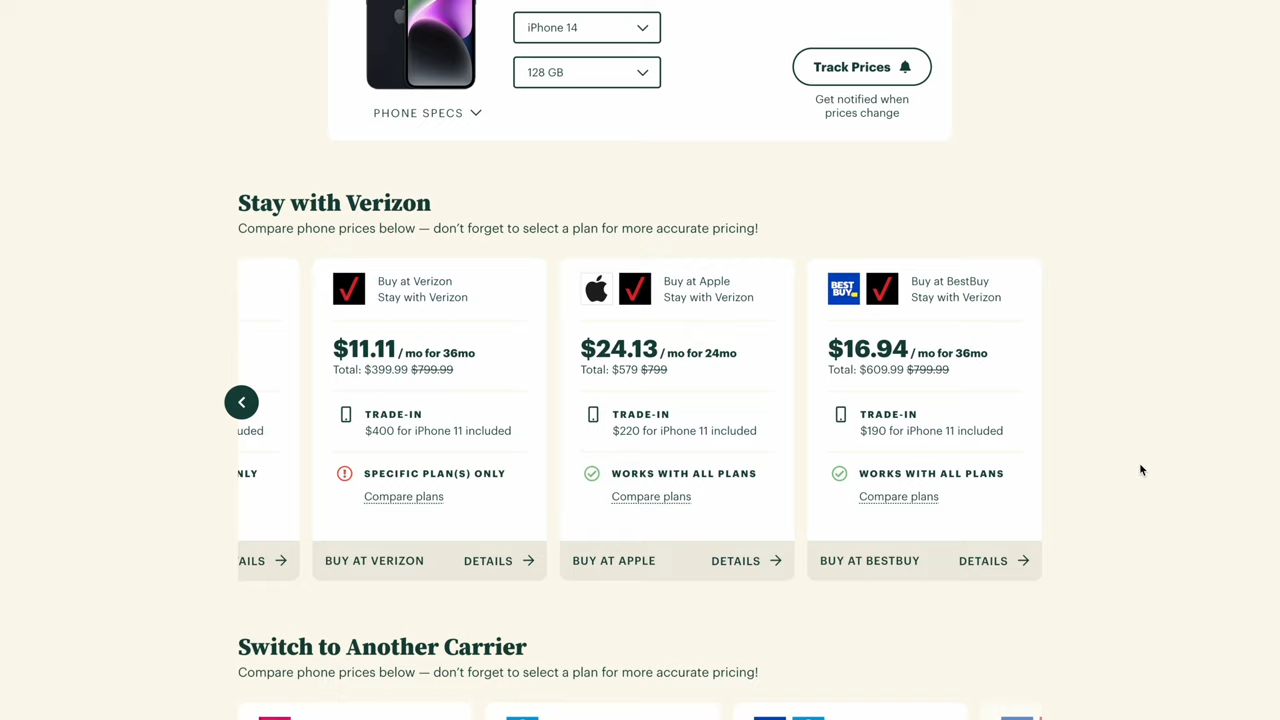 iPhone 14
128 GB
Track Prices
Get notified when
prices change
PHONE SPECS
Stay with Verizon
Compare phone prices below — don’t forget to select a plan for more accurate pricing!
uded
NLY
AILS
Buy at Verizon
Stay with Verizon
$11.11 / mo for 36mo
Total: $399.99 $799.99
TRADE-IN
$400 for iPhone 11 included
SPECIFIC PLAN(S) ONLY
Compare plans
BUY AT VERIZON DETAILS
Buy at Apple
Stay with Verizon
$24.13 / mo for 24mo
Total: $579 $799
TRADE-IN
$220 for iPhone 11 included
WORKS WITH ALL PLANS
Compare plans
BUY AT APPLE DETAILS
BEST
BUY
Buy at BestBuy
Stay with Verizon
$16.94 / mo for 36mo
Total: $609.99 $799.99
TRADE-IN
$190 for iPhone 11 included
WORKS WITH ALL PLANS
Compare plans
BUY AT BESTBUY DETAILS
Switch to Another Carrier
Compare phone prices below — don’t forget to select a plan for more accurate pricing!